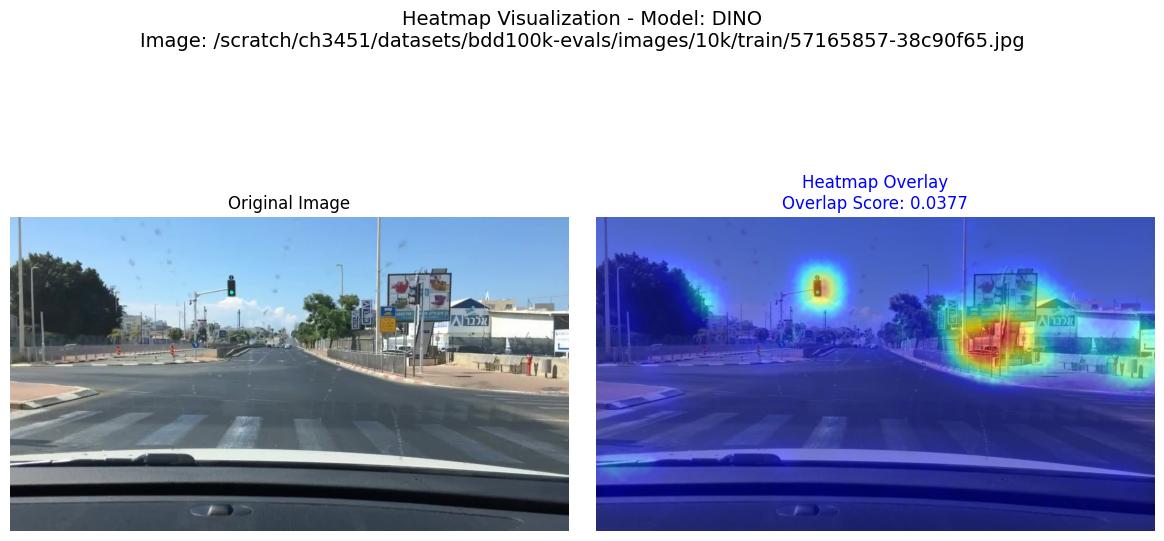 Heatmap Visualization - Model: DINO
Image: /scratch/ch3451/datasets/bdd100k-evals/images/10k/train/57165857-38c90f65.jpg
Original Image
Heatmap Overlay
Overlap Score: 0.0377